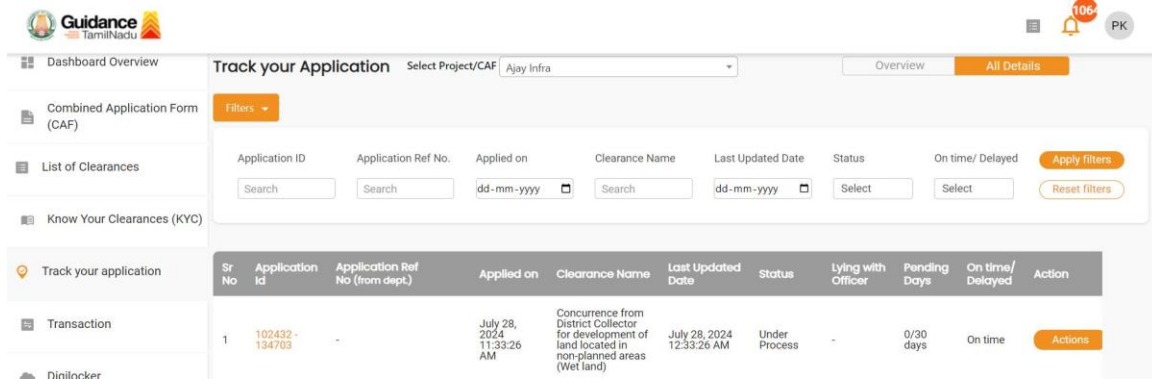 Guidance
TamilNadu
1064
PK
Dashboard Overview
Track your Application Select Project/CAF Ajay Infra Overview All Details
Combined Application Form
(CAF)
Filters
List of Clearances
Application ID Application Ref No. Applied on Clearance Name Last Updated Date Status On time/ Delayed Apply filters
Search Search dd-mm-yyyy Search dd-mm-yyyy Select Select Reset filters
Know Your Clearances (KYC)
Track your application
Sr
No
Application
Id
Application Ref
No (from dept.)
Applied on
Clearance Name
Last Updated
Date
Status
Lying with
Officer
Pending
Days
On time/
Delayed
Action
Transaction
1
102432 -
134703
-
July 28,
2024
11:33:26
AM
Concurrence from
District Collector
for development of
land located in
non-planned areas
(Wet land)
July 28, 2024
12:33:26 AM
Under
Process
-
0/30
days
On time
Actions
Digilocker